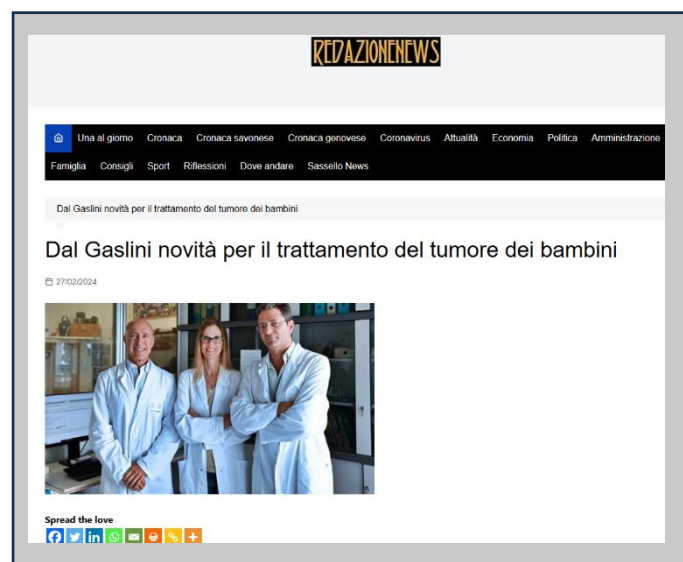 REDAZIONENEWS
Una al giorno Cronaca Cronaca savonese Cronaca genovese Coronavirus Attualità Economia Politica Amministrazione
Famiglia Consigli Sport Riflessioni Dove andare Sassello News
Dal Gaslini novità per il trattamento del tumore dei bambini
Dal Gaslini novità per il trattamento del tumore dei bambini
27/02/2024
Spread the love